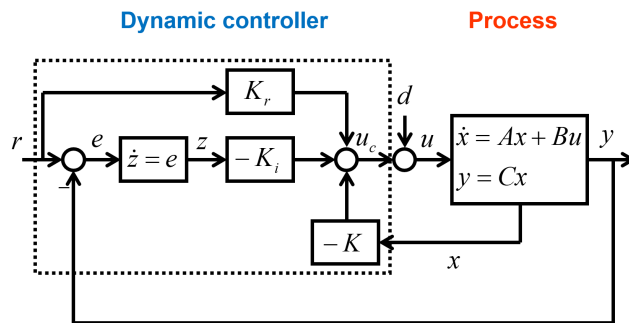 Dynamic controller
Process
K_r
d
r
e
ż = e
z
− K_i
u_c
u
ẋ = Ax + Bu
y = Cx
y
−
− K
x